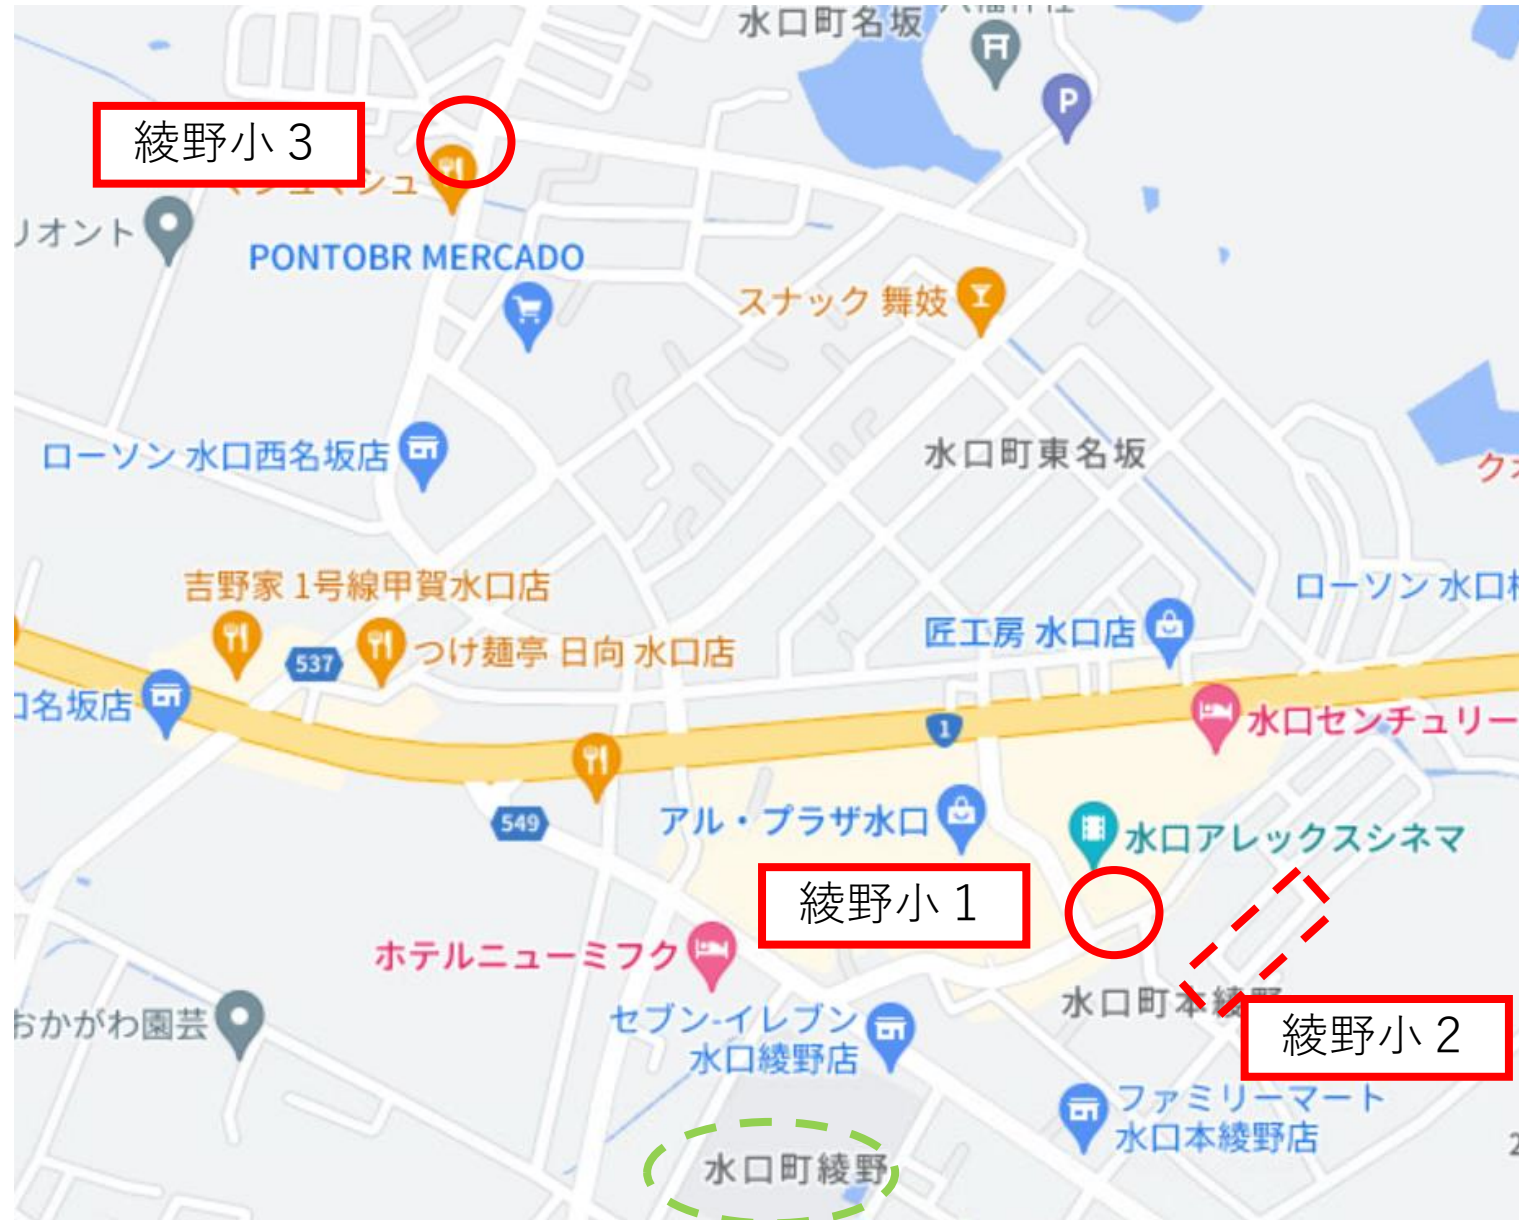 水口町名坂
P
綾野小３
マシュマシュ
リオント
PONTOBR MERCADO
スナック 舞妓
ローソン 水口西名坂店
水口町東名坂
吉野家 1号線甲賀水口店
ローソン 水口
匠工房 水口店
537
つけ麺亭 日向 水口店
口名坂店
1
水口センチュリー
549
アル・プラザ水口
水口アレックスシネマ
綾野小１
ホテルニューミフク
水口町本綾野
おかがわ園芸
セブン-イレブン
水口綾野店
綾野小２
ファミリーマート
水口本綾野店
水口町綾野